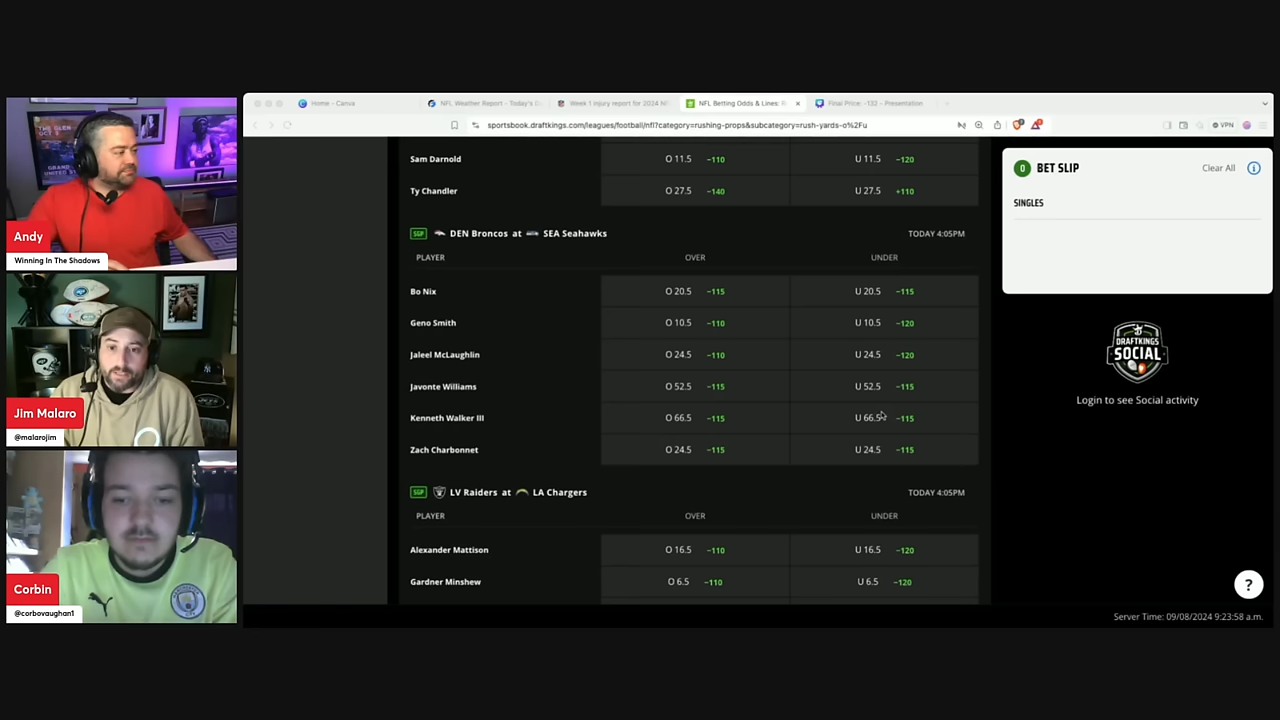 Home - Canva
NFL Weather Report - Today's
Week 1 injury report for 2024
NFL Betting Odds & Lines:
Final Price: -132 - Presentation
sportsbook.draftkings.com/leagues/football/nfl?category=rushing-props&subcategory=rush-yards-o%2Fu
VPN
Sam Darnold O 11.5 −110 U 11.5 −120
Ty Chandler O 27.5 −140 U 27.5 +110
SGP DEN Broncos at SEA Seahawks TODAY 4:05PM
PLAYER OVER UNDER
Bo Nix O 20.5 −115 U 20.5 −115
Geno Smith O 10.5 −110 U 10.5 −120
Jaleel McLaughlin O 24.5 −110 U 24.5 −120
Javonte Williams O 52.5 −115 U 52.5 −115
Kenneth Walker III O 66.5 −115 U 66.5 −115
Zach Charbonnet O 24.5 −115 U 24.5 −115
SGP LV Raiders at LA Chargers TODAY 4:05PM
PLAYER OVER UNDER
Alexander Mattison O 16.5 −110 U 16.5 −120
Gardner Minshew O 6.5 −110 U 6.5 −120
0 BET SLIP Clear All
SINGLES
DRAFTKINGS
SOCIAL
Login to see Social activity
?
Server Time: 09/08/2024 9:23:58 a.m.
Andy
Winning In The Shadows
Jim Malaro
@malarojim
Corbin
@corbovaughan1